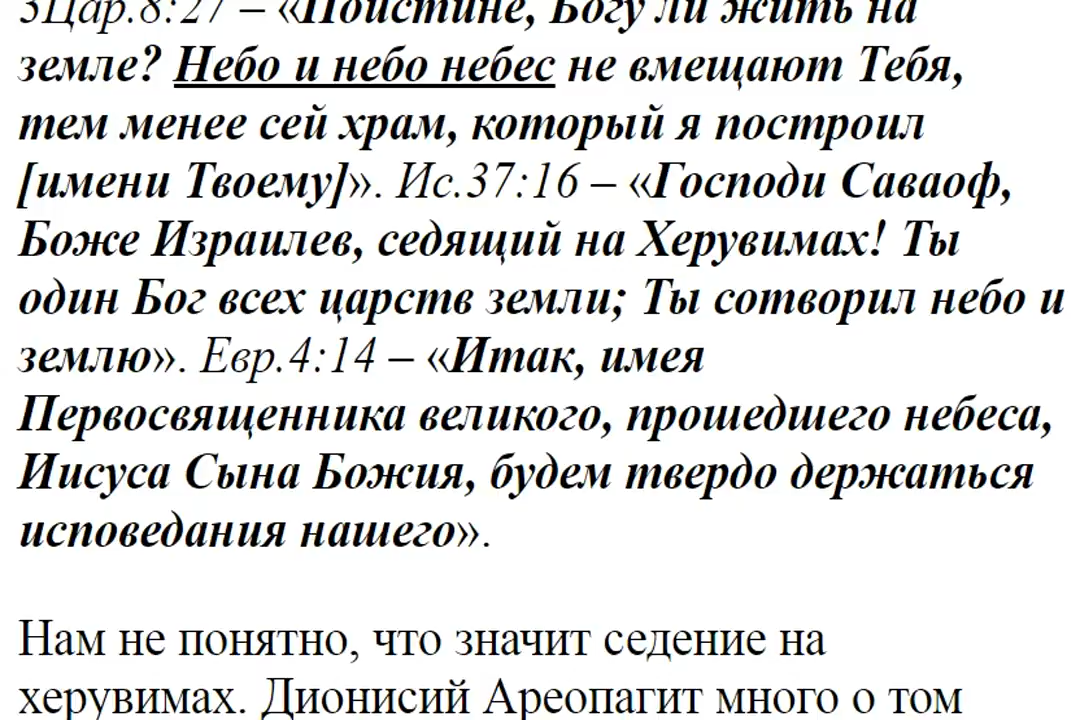 3Цар.8:27 – «Поистине, Богу ли жить на
земле? Небо и небо небес не вмещают Тебя,
тем менее сей храм, который я построил
[имени Твоему]». Ис.37:16 – «Господи Саваоф,
Боже Израилев, седящий на Херувимах! Ты
один Бог всех царств земли; Ты сотворил небо и
землю». Евр.4:14 – «Итак, имея
Первосвященника великого, прошедшего небеса,
Иисуса Сына Божия, будем твердо держаться
исповедания нашего».
Нам не понятно, что значит седение на
херувимах. Дионисий Ареопагит много о том